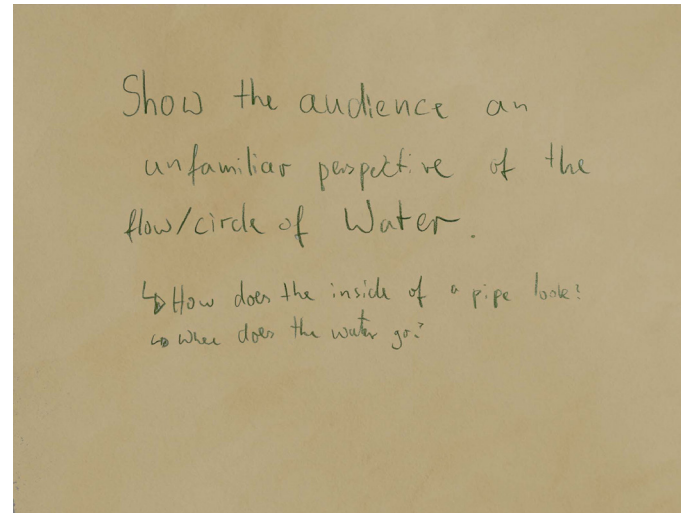 Show the audience an
unfamiliar perspective of the
flow/circle of Water.
↳ How does the inside of a pipe look?
↳ Where does the water go?